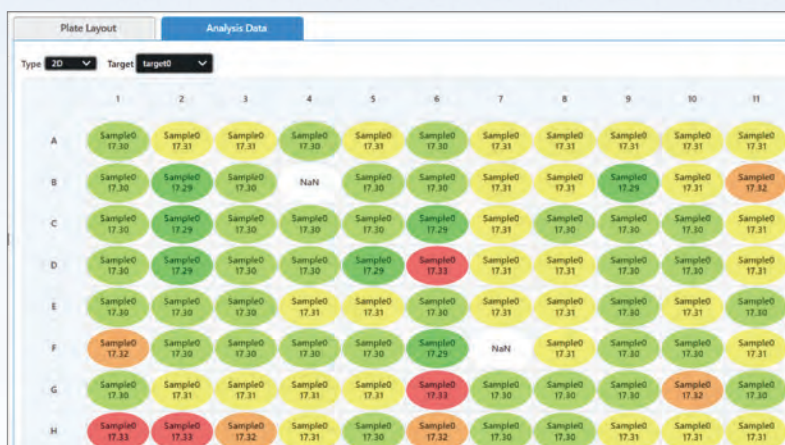 Plate Layout Analysis Data
Type 2D Target target0
1 2 3 4 5 6 7 8 9 10 11
A Sample0 Sample0 Sample0 Sample0 Sample0 Sample0 Sample0 Sample0 Sample0 Sample0 Sample0
17.30 17.31 17.31 17.30 17.31 17.30 17.31 17.31 17.31 17.31 17.31
B Sample0 Sample0 Sample0 NaN Sample0 Sample0 Sample0 Sample0 Sample0 Sample0 Sample0
17.30 17.29 17.30 17.30 17.30 17.31 17.31 17.29 17.31 17.32
C Sample0 Sample0 Sample0 Sample0 Sample0 Sample0 Sample0 Sample0 Sample0 Sample0 Sample0
17.30 17.29 17.30 17.30 17.30 17.29 17.31 17.30 17.30 17.30 17.31
D Sample0 Sample0 Sample0 Sample0 Sample0 Sample0 Sample0 Sample0 Sample0 Sample0 Sample0
17.30 17.29 17.30 17.30 17.29 17.33 17.31 17.31 17.30 17.30 17.31
E Sample0 Sample0 Sample0 Sample0 Sample0 Sample0 Sample0 Sample0 Sample0 Sample0 Sample0
17.30 17.30 17.30 17.31 17.31 17.30 17.31 17.31 17.30 17.31 17.30
F Sample0 Sample0 Sample0 Sample0 Sample0 Sample0 NaN Sample0 Sample0 Sample0 Sample0
17.32 17.30 17.30 17.30 17.30 17.29 17.31 17.30 17.30 17.31
G Sample0 Sample0 Sample0 Sample0 Sample0 Sample0 Sample0 Sample0 Sample0 Sample0 Sample0
17.30 17.31 17.31 17.31 17.31 17.33 17.30 17.30 17.30 17.32 17.30
H Sample0 Sample0 Sample0 Sample0 Sample0 Sample0 Sample0 Sample0 Sample0 Sample0 Sample0
17.33 17.33 17.32 17.31 17.30 17.32 17.30 17.30 17.31 17.31 17.31